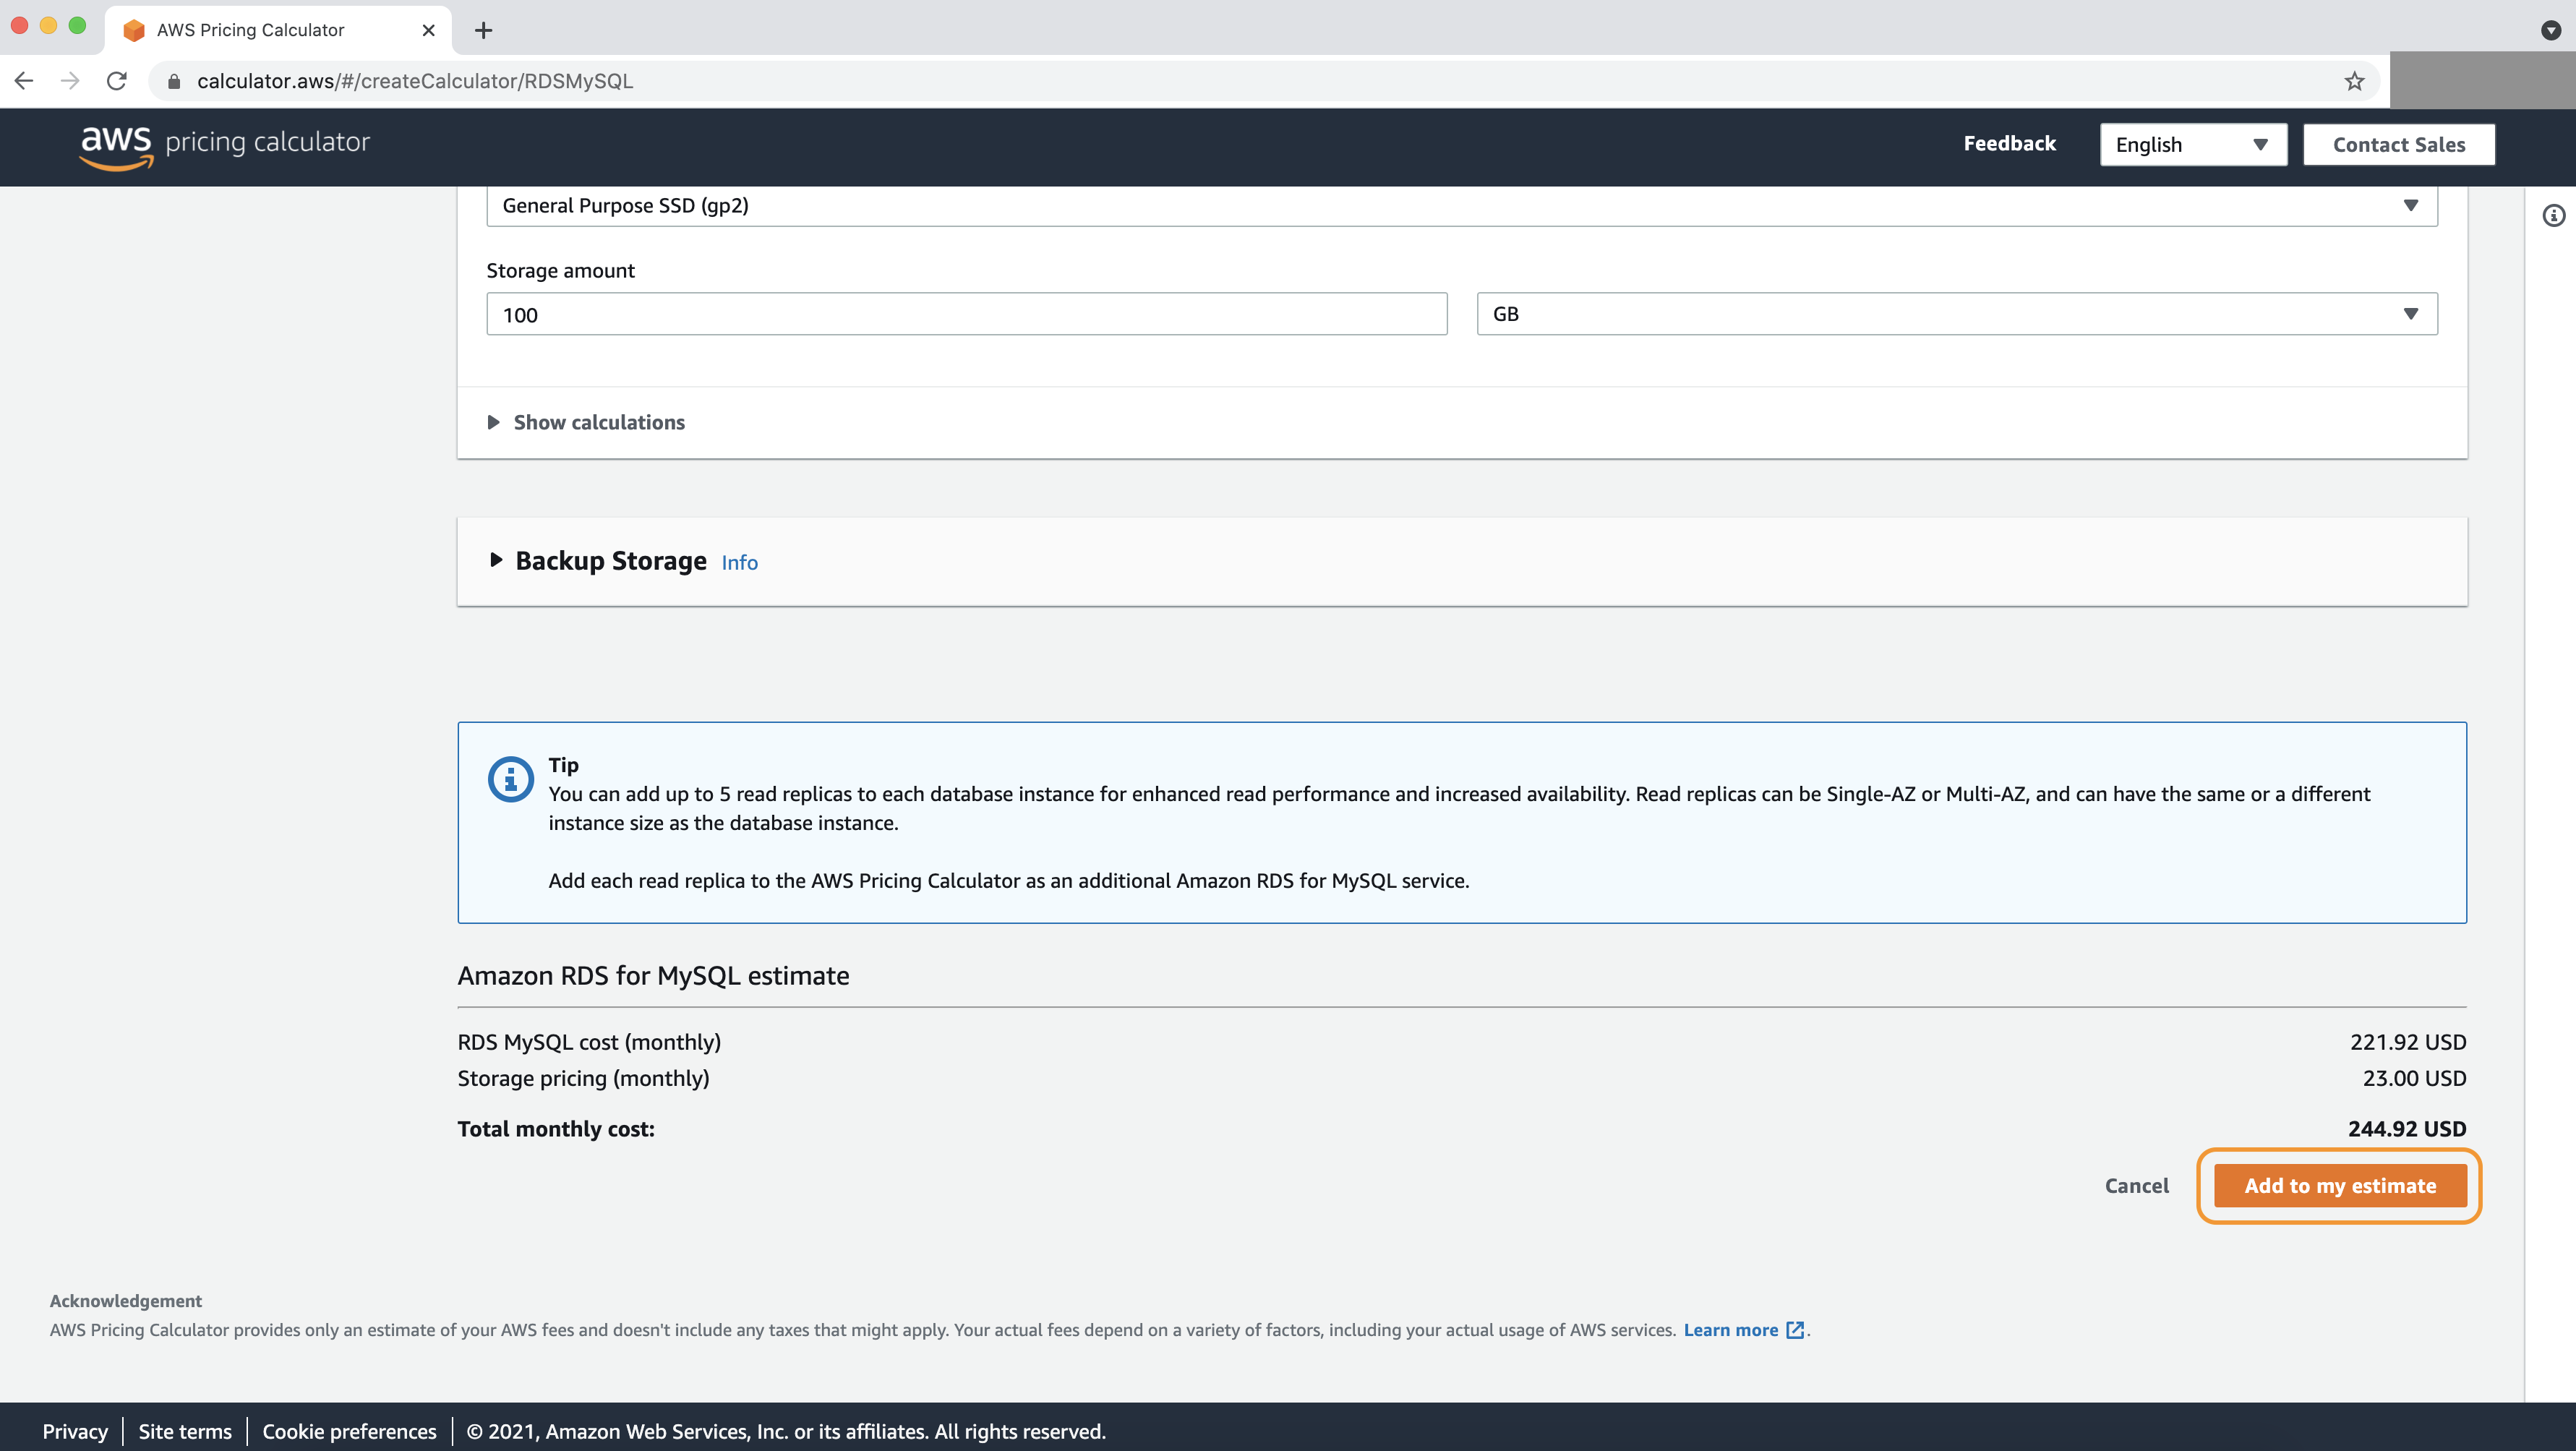 AWS Pricing Calculator
calculator.aws/#/createCalculator/RDSMySQL
aws pricing calculator
Feedback
English
Contact Sales
General Purpose SSD (gp2)
Storage amount
100
GB
Show calculations
Backup Storage Info
Tip
You can add up to 5 read replicas to each database instance for enhanced read performance and increased availability. Read replicas can be Single-AZ or Multi-AZ, and can have the same or a different
instance size as the database instance.
Add each read replica to the AWS Pricing Calculator as an additional Amazon RDS for MySQL service.
Amazon RDS for MySQL estimate
RDS MySQL cost (monthly) 221.92 USD
Storage pricing (monthly) 23.00 USD
Total monthly cost: 244.92 USD
Cancel
Add to my estimate
Acknowledgement
AWS Pricing Calculator provides only an estimate of your AWS fees and doesn't include any taxes that might apply. Your actual fees depend on a variety of factors, including your actual usage of AWS services. Learn more.
Privacy | Site terms | Cookie preferences | © 2021, Amazon Web Services, Inc. or its affiliates. All rights reserved.